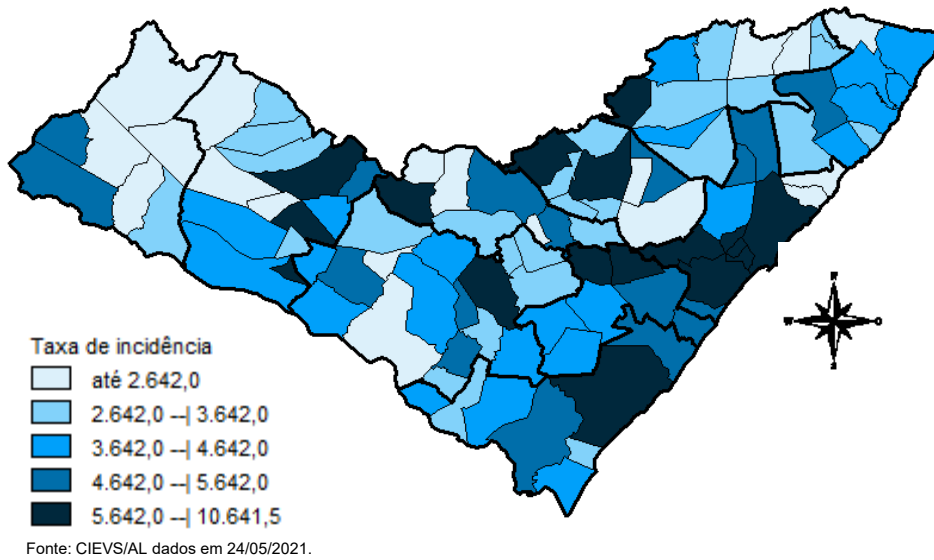 N
W
O
S
Taxa de incidência
até 2.642,0
2.642,0 --| 3.642,0
3.642,0 --| 4.642,0
4.642,0 --| 5.642,0
5.642,0 --| 10.641,5
Fonte: CIEVS/AL dados em 24/05/2021.